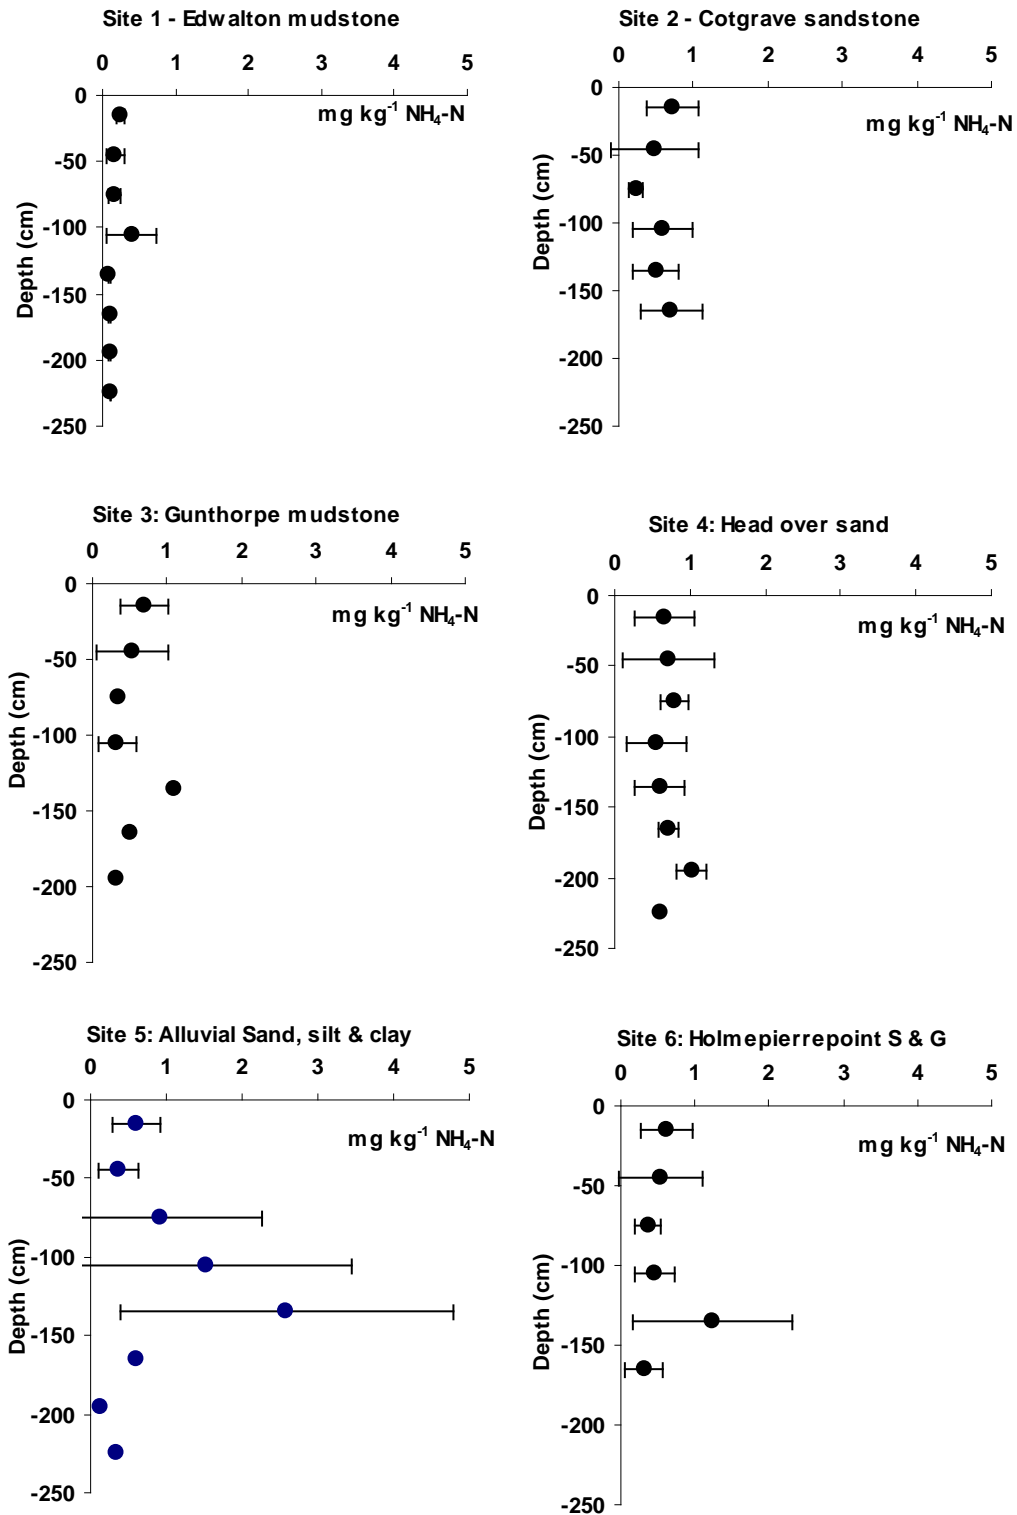 Site 1 - Edwalton mudstone
0 1 2 3 4 5
mg kg-1 NH4-N
0
-50
-100
-150
-200
-250
Depth (cm)
Site 2 - Cotgrave sandstone
0 1 2 3 4 5
mg kg-1 NH4-N
0
-50
-100
-150
-200
-250
Depth (cm)
Site 3: Gunthorpe mudstone
0 1 2 3 4 5
mg kg-1 NH4-N
0
-50
-100
-150
-200
-250
Depth (cm)
Site 4: Head over sand
0 1 2 3 4 5
mg kg-1 NH4-N
0
-50
-100
-150
-200
-250
Depth (cm)
Site 5: Alluvial Sand, silt & clay
0 1 2 3 4 5
mg kg-1 NH4-N
0
-50
-100
-150
-200
-250
Depth (cm)
Site 6: Holmepierrepoint S & G
0 1 2 3 4 5
mg kg-1 NH4-N
0
-50
-100
-150
-200
-250
Depth (cm)